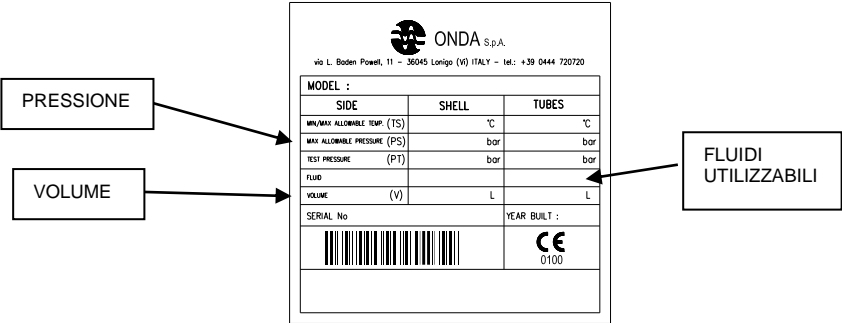 ONDA S.p.A.
via L. Baden Powell, 11 - 36045 Lonigo (Vi) ITALY - tel.: +39 0444 720720
MODEL :
SIDE SHELL TUBES
MIN/MAX ALLOWABLE TEMP. (TS) °C °C
PRESSIONE
MAX ALLOWABLE PRESSURE (PS) bar bar
TEST PRESSURE (PT) bar bar
FLUID
FLUIDI
UTILIZZABILI
VOLUME
VOLUME (V) L L
SERIAL No YEAR BUILT :
CE
0100